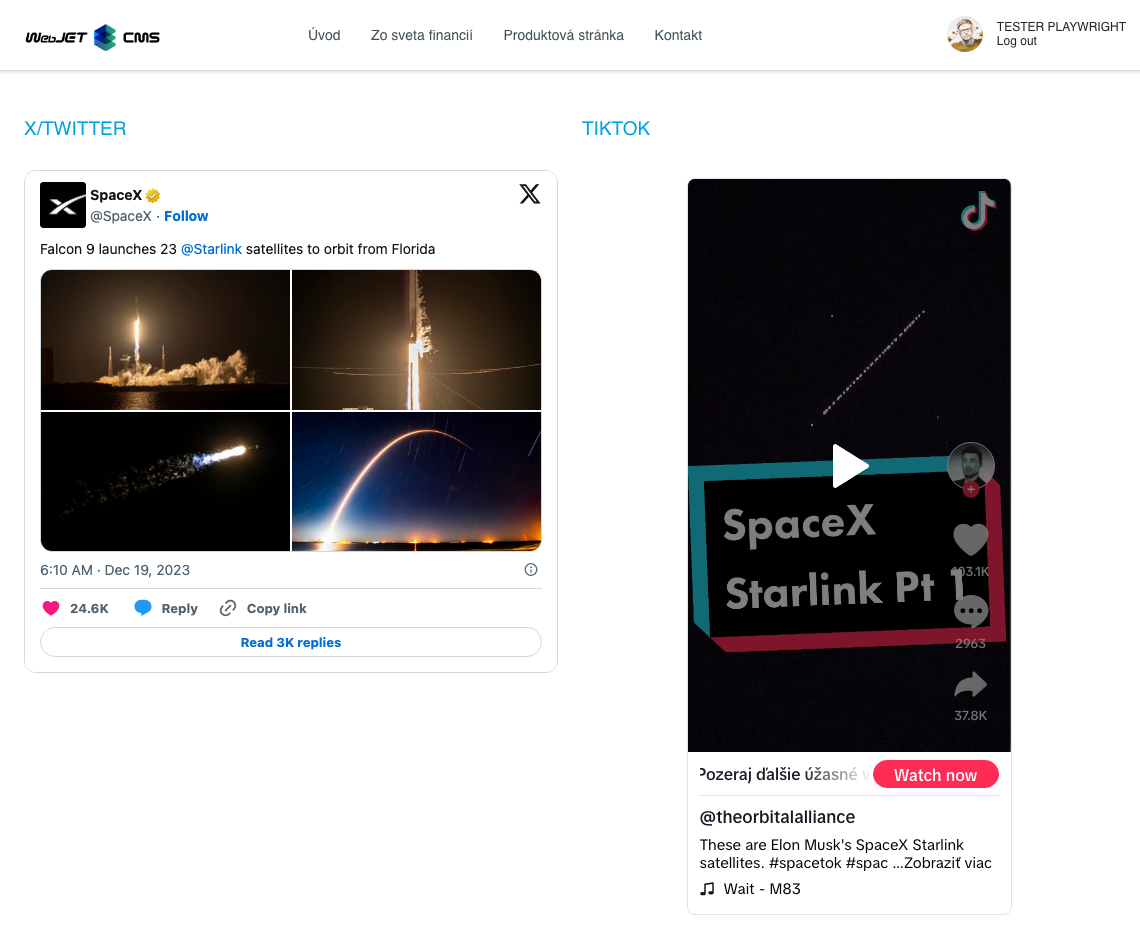 WebJET CMS
Úvod
Zo sveta financií
Produktová stránka
Kontakt
TESTER PLAYWRIGHT
Log out
X/TWITTER
SpaceX
@SpaceX · Follow
Falcon 9 launches 23 @Starlink satellites to orbit from Florida
6:10 AM · Dec 19, 2023
24.6K
Reply
Copy link
Read 3K replies
TIKTOK
SpaceX
Starlink Pt 1
2963
37.8K
Pozeraj ďalšie úžasné v
Watch now
@theorbitalalliance
These are Elon Musk's SpaceX Starlink
satellites. #spacetok #spac ...Zobraziť viac
Wait - M83